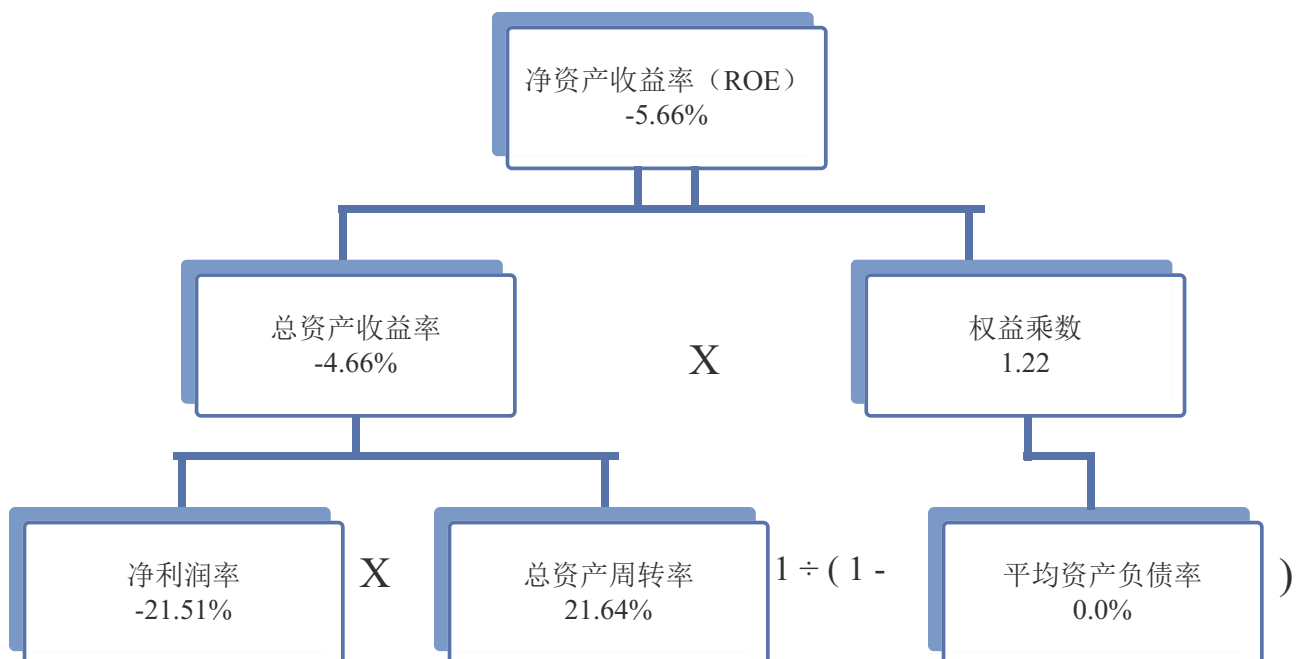 净资产收益率（ROE）
-5.66%
总资产收益率
-4.66%
X
权益乘数
1.22
净利润率
-21.51%
X
总资产周转率
21.64%
1 ÷ ( 1 -
平均资产负债率
0.0%
)